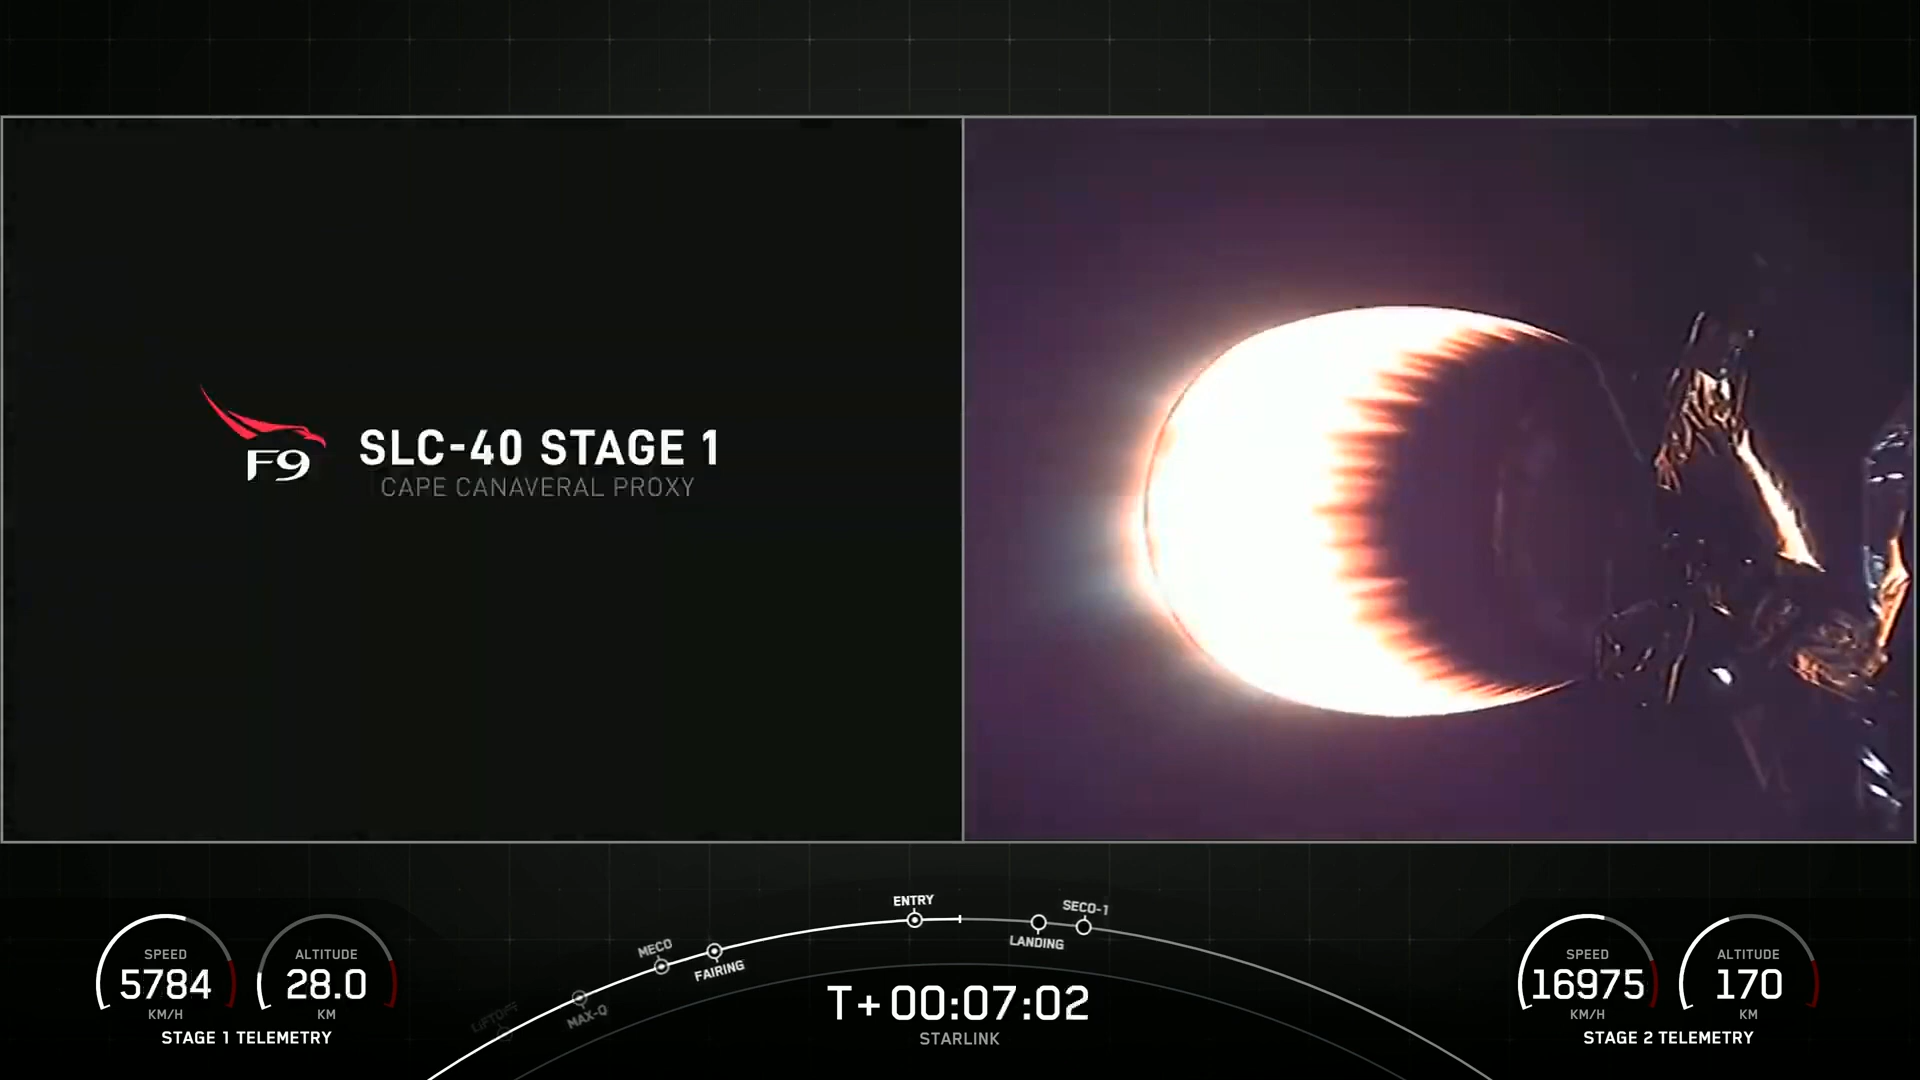 F9
SLC-40 STAGE 1
CAPE CANAVERAL PROXY
SPEED
5784
KM/H
ALTITUDE
28.0
KM
STAGE 1 TELEMETRY
LIFTOFF
MAX-Q
MECO
FAIRING
ENTRY
LANDING
SECO-1
T+00:07:02
STARLINK
SPEED
16975
KM/H
ALTITUDE
170
KM
STAGE 2 TELEMETRY